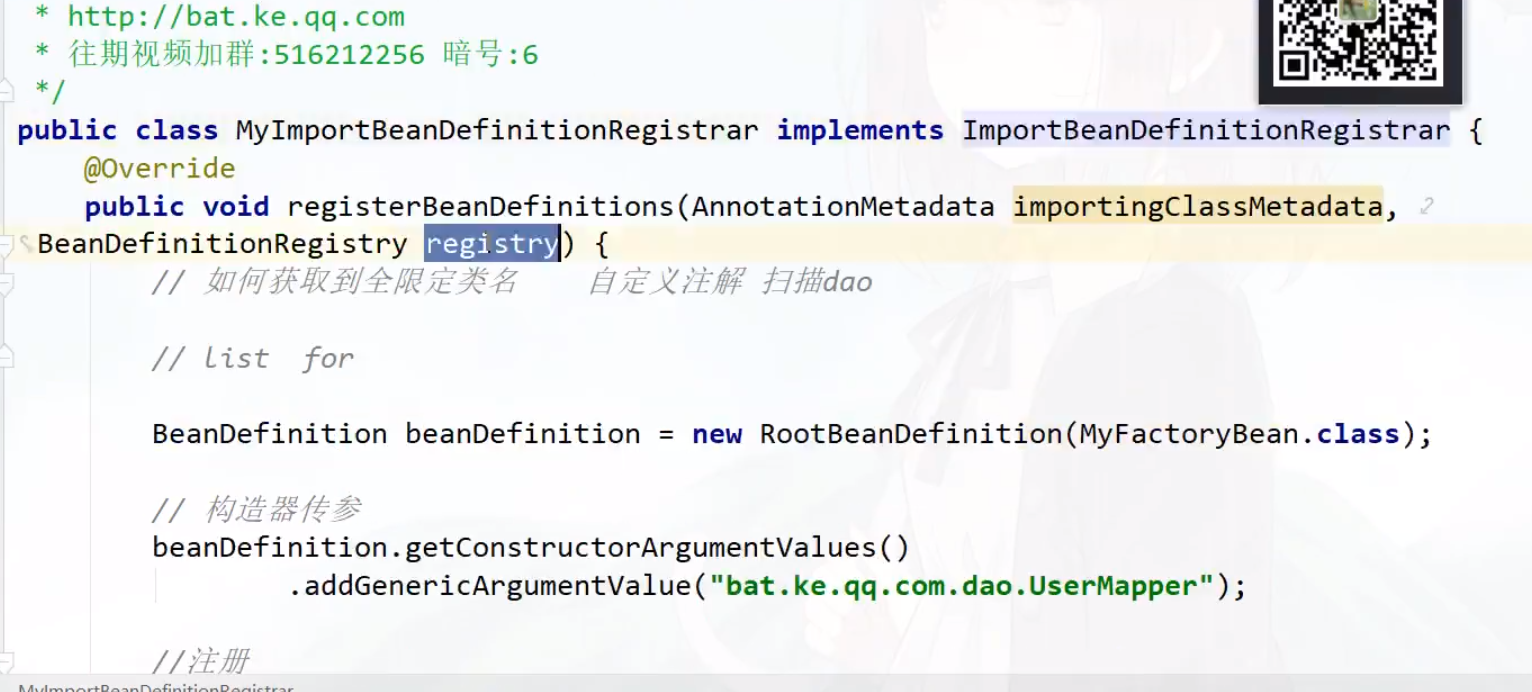 * http://bat.ke.qq.com
* 往期视频加群:516212256 暗号:6
*/
public class MyImportBeanDefinitionRegistrar implements ImportBeanDefinitionRegistrar {
@Override
public void registerBeanDefinitions(AnnotationMetadata importingClassMetadata,
BeanDefinitionRegistry registry) {
// 如何获取到全限定类名 自定义注解 扫描dao
// list for
BeanDefinition beanDefinition = new RootBeanDefinition(MyFactoryBean.class);
// 构造器传参
beanDefinition.getConstructorArgumentValues()
.addGenericArgumentValue("bat.ke.qq.com.dao.UserMapper");
//注册
MyImportBeanDefinitionRegistrar